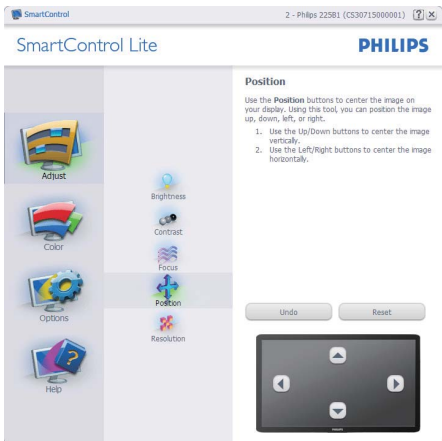 SmartControl
2 - Philips 225B1 (CS30715000001)
SmartControl Lite
PHILIPS
Adjust
Color
Options
Help
Brightness
Contrast
Focus
Position
Resolution
Position
Use the Position buttons to center the image on
your display. Using this tool, you can position the image
up, down, left, or right.
1. Use the Up/Down buttons to center the image
vertically.
2. Use the Left/Right buttons to center the image
horizontally.
Undo
Reset
PHILIPS